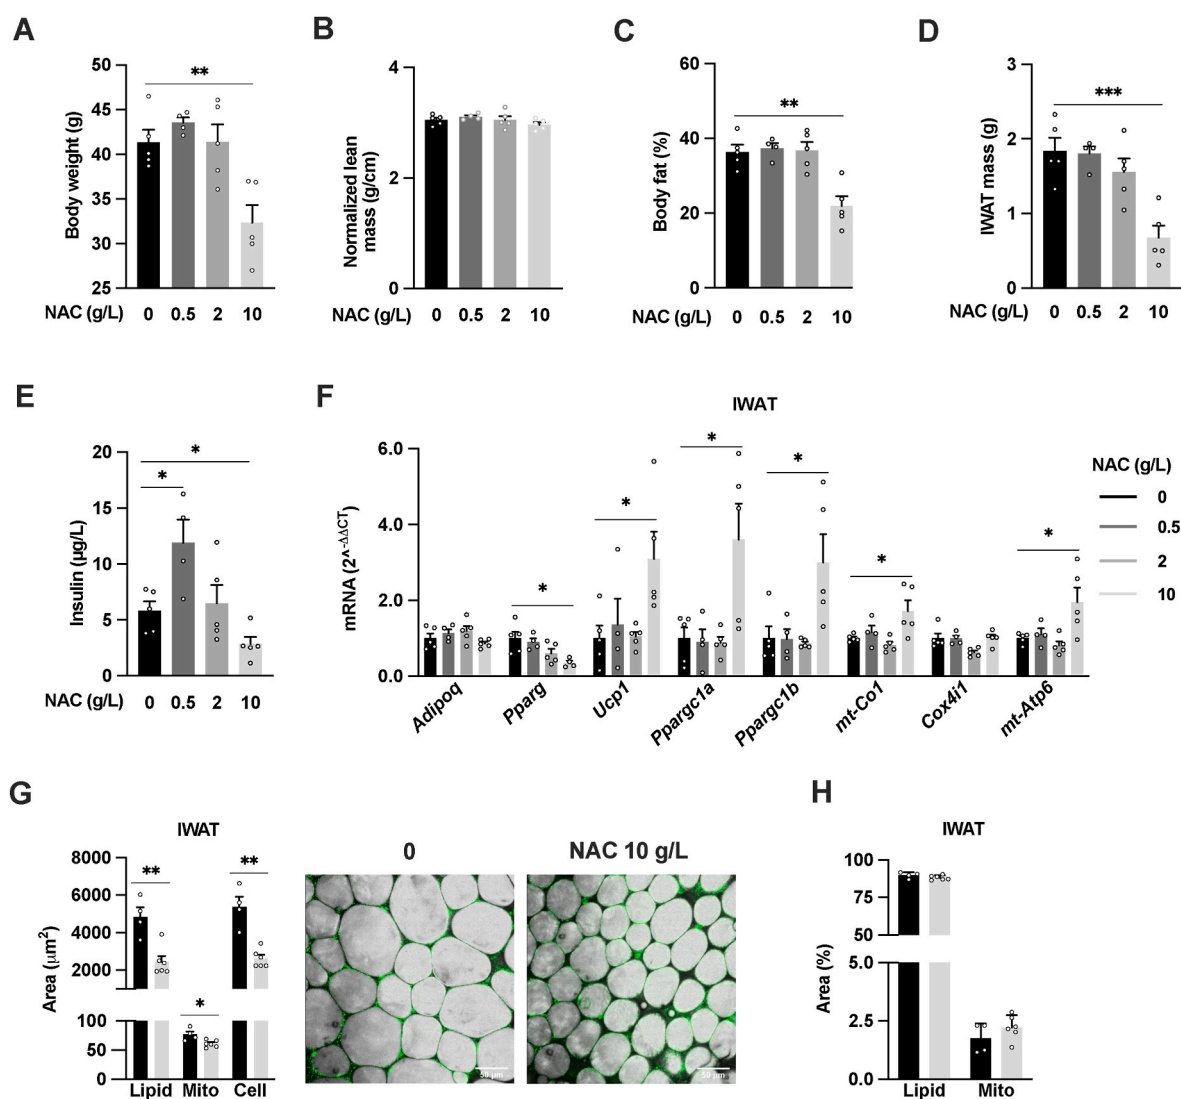 A
Body weight (g)
50
45
40
35
30
25
**
NAC (g/L) 0 0.5 2 10
B
Normalized lean
mass (g/cm)
4
2
0
NAC (g/L) 0 0.5 2 10
C
Body fat (%)
60
40
20
0
**
NAC (g/L) 0 0.5 2 10
D
IWAT mass (g)
3
2
1
0
***
NAC (g/L) 0 0.5 2 10
E
Insulin (µg/L)
20
15
10
5
0
*
*
NAC (g/L) 0 0.5 2 10
F
IWAT
mRNA (2^-ΔΔCT)
6.0
4.0
2.0
0.0
* * * * * *
Adipoq Pparg Ucp1 Ppargc1a Ppargc1b mt-Co1 Cox4i1 mt-Atp6
NAC (g/L)
0
0.5
2
10
G
IWAT
Area (µm²)
8000
6000
4000
2000
100
50
0
** * **
Lipid Mito Cell
0
50 µm
NAC 10 g/L
50 µm
H
IWAT
Area (%)
100
75
50
5.0
2.5
0.0
Lipid Mito